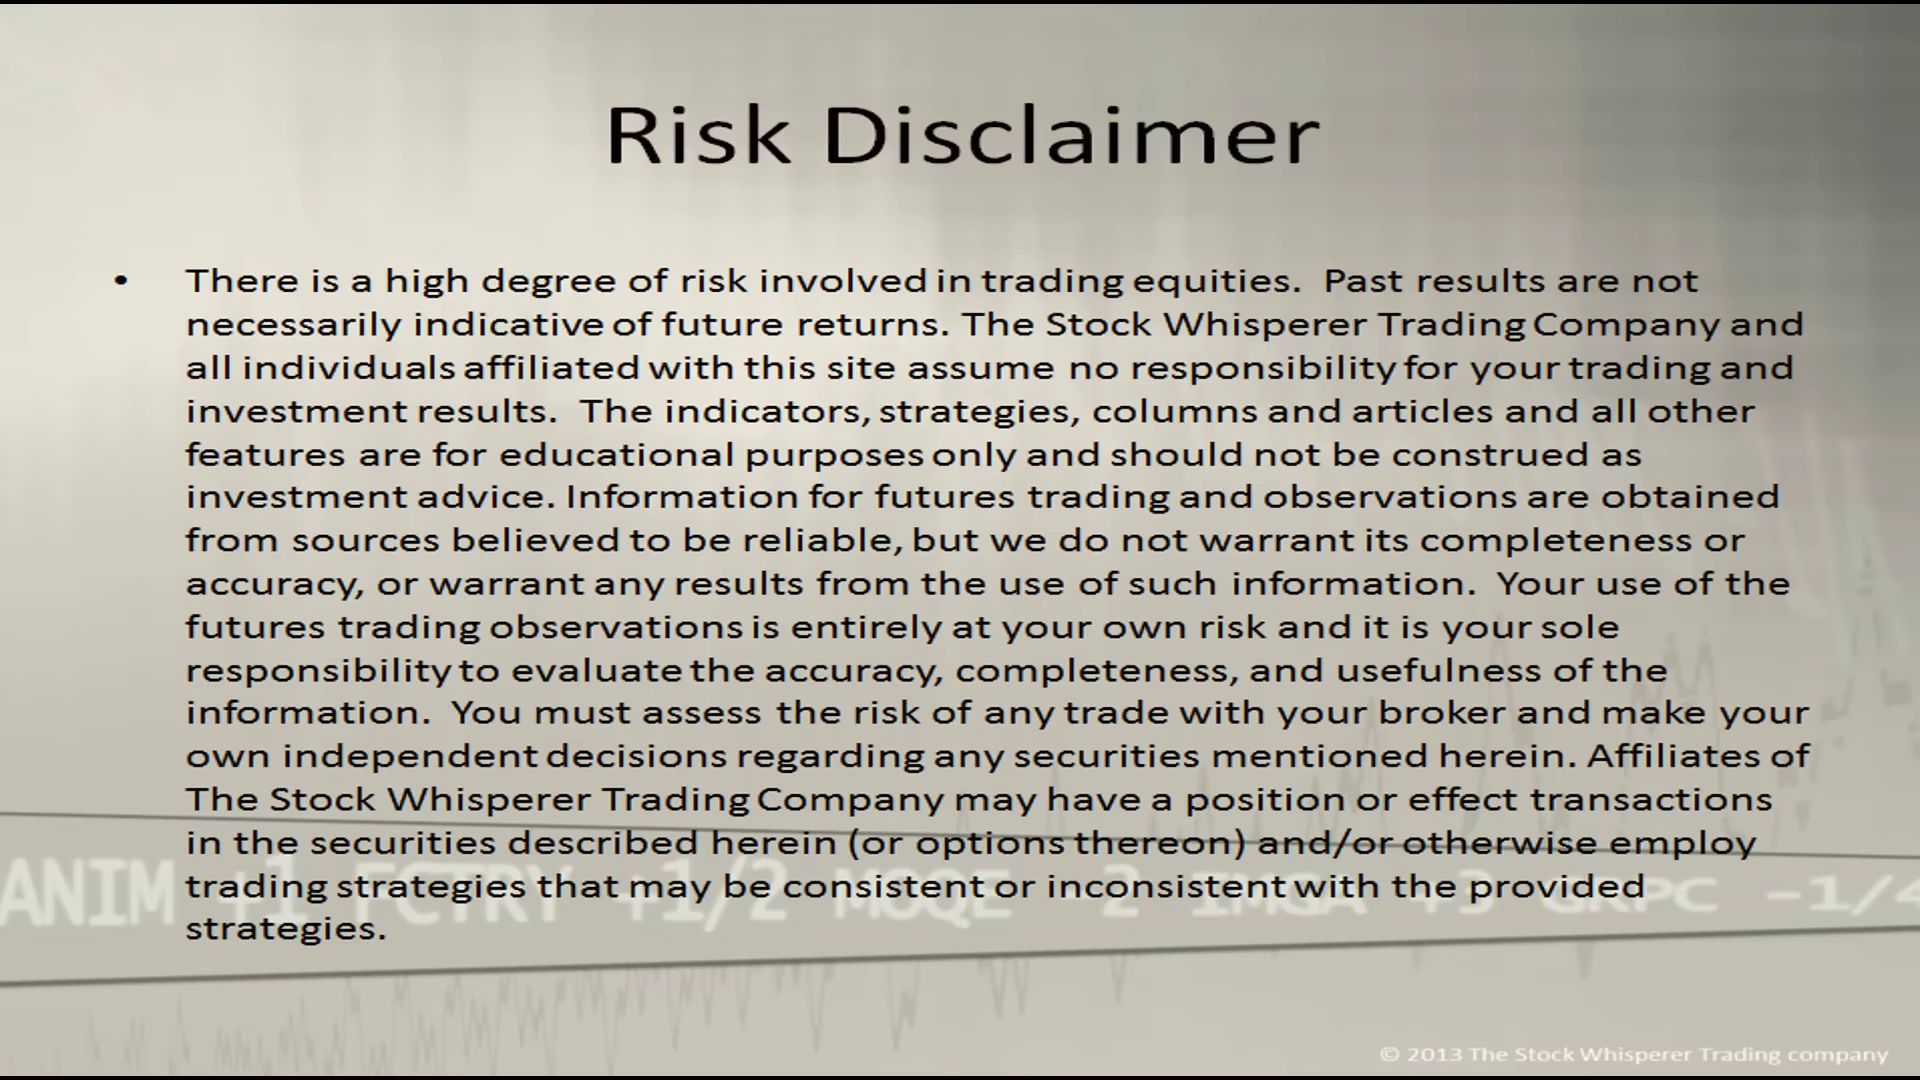 Risk Disclaimer
• There is a high degree of risk involved in trading equities. Past results are not
necessarily indicative of future returns. The Stock Whisperer Trading Company and
all individuals affiliated with this site assume no responsibility for your trading and
investment results. The indicators, strategies, columns and articles and all other
features are for educational purposes only and should not be construed as
investment advice. Information for futures trading and observations are obtained
from sources believed to be reliable, but we do not warrant its completeness or
accuracy, or warrant any results from the use of such information. Your use of the
futures trading observations is entirely at your own risk and it is your sole
responsibility to evaluate the accuracy, completeness, and usefulness of the
information. You must assess the risk of any trade with your broker and make your
own independent decisions regarding any securities mentioned herein. Affiliates of
The Stock Whisperer Trading Company may have a position or effect transactions
in the securities described herein (or options thereon) and/or otherwise employ
trading strategies that may be consistent or inconsistent with the provided
strategies.
ANIM +1 FCTRY +1/2 MOQE -2 IMGA +3 GRPC -1/4
© 2013 The Stock Whisperer Trading company